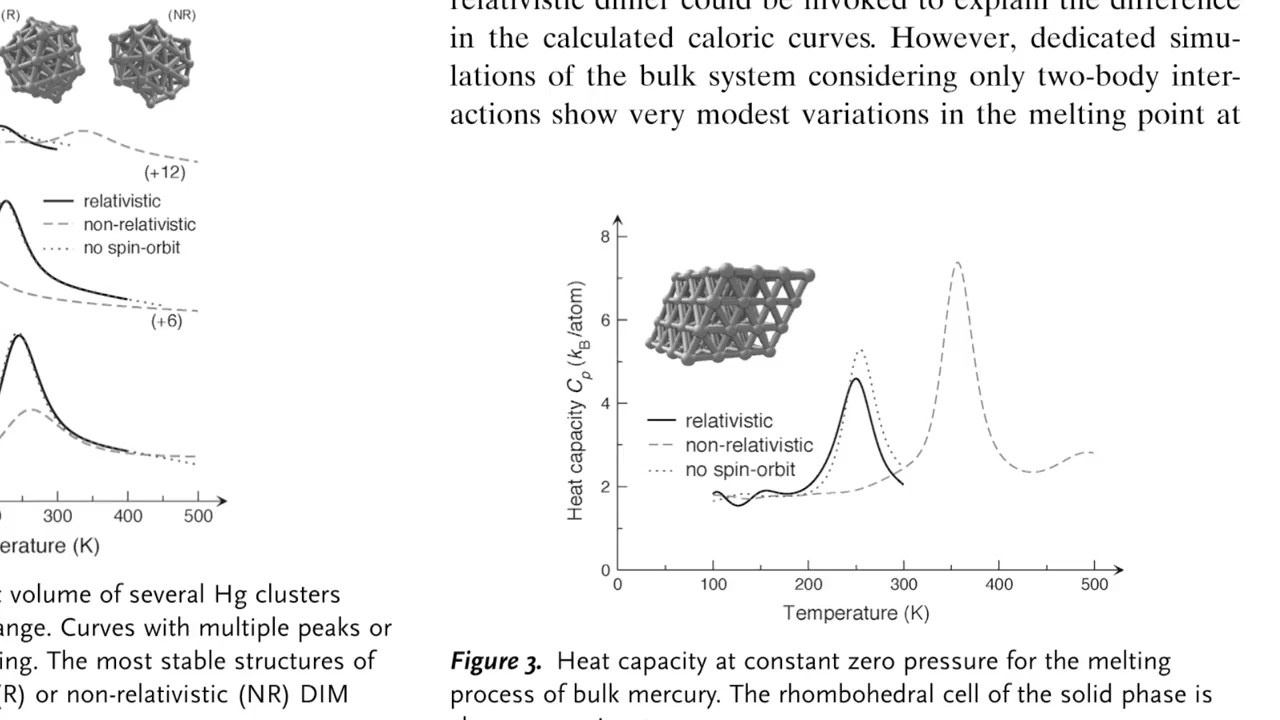 (R) (NR)
(+12)
relativistic
non-relativistic
no spin-orbit
(+6)
300 400 500
erature (K)
volume of several Hg clusters
ange. Curves with multiple peaks or
ing. The most stable structures of
(R) or non-relativistic (NR) DIM
relativistic dimer could be invoked to explain the difference
in the calculated caloric curves. However, dedicated simu-
lations of the bulk system considering only two-body inter-
actions show very modest variations in the melting point at
8
6
4
2
0
Heat capacity Cp (kB/atom)
relativistic
non-relativistic
no spin-orbit
0 100 200 300 400 500
Temperature (K)
Figure 3. Heat capacity at constant zero pressure for the melting
process of bulk mercury. The rhombohedral cell of the solid phase is